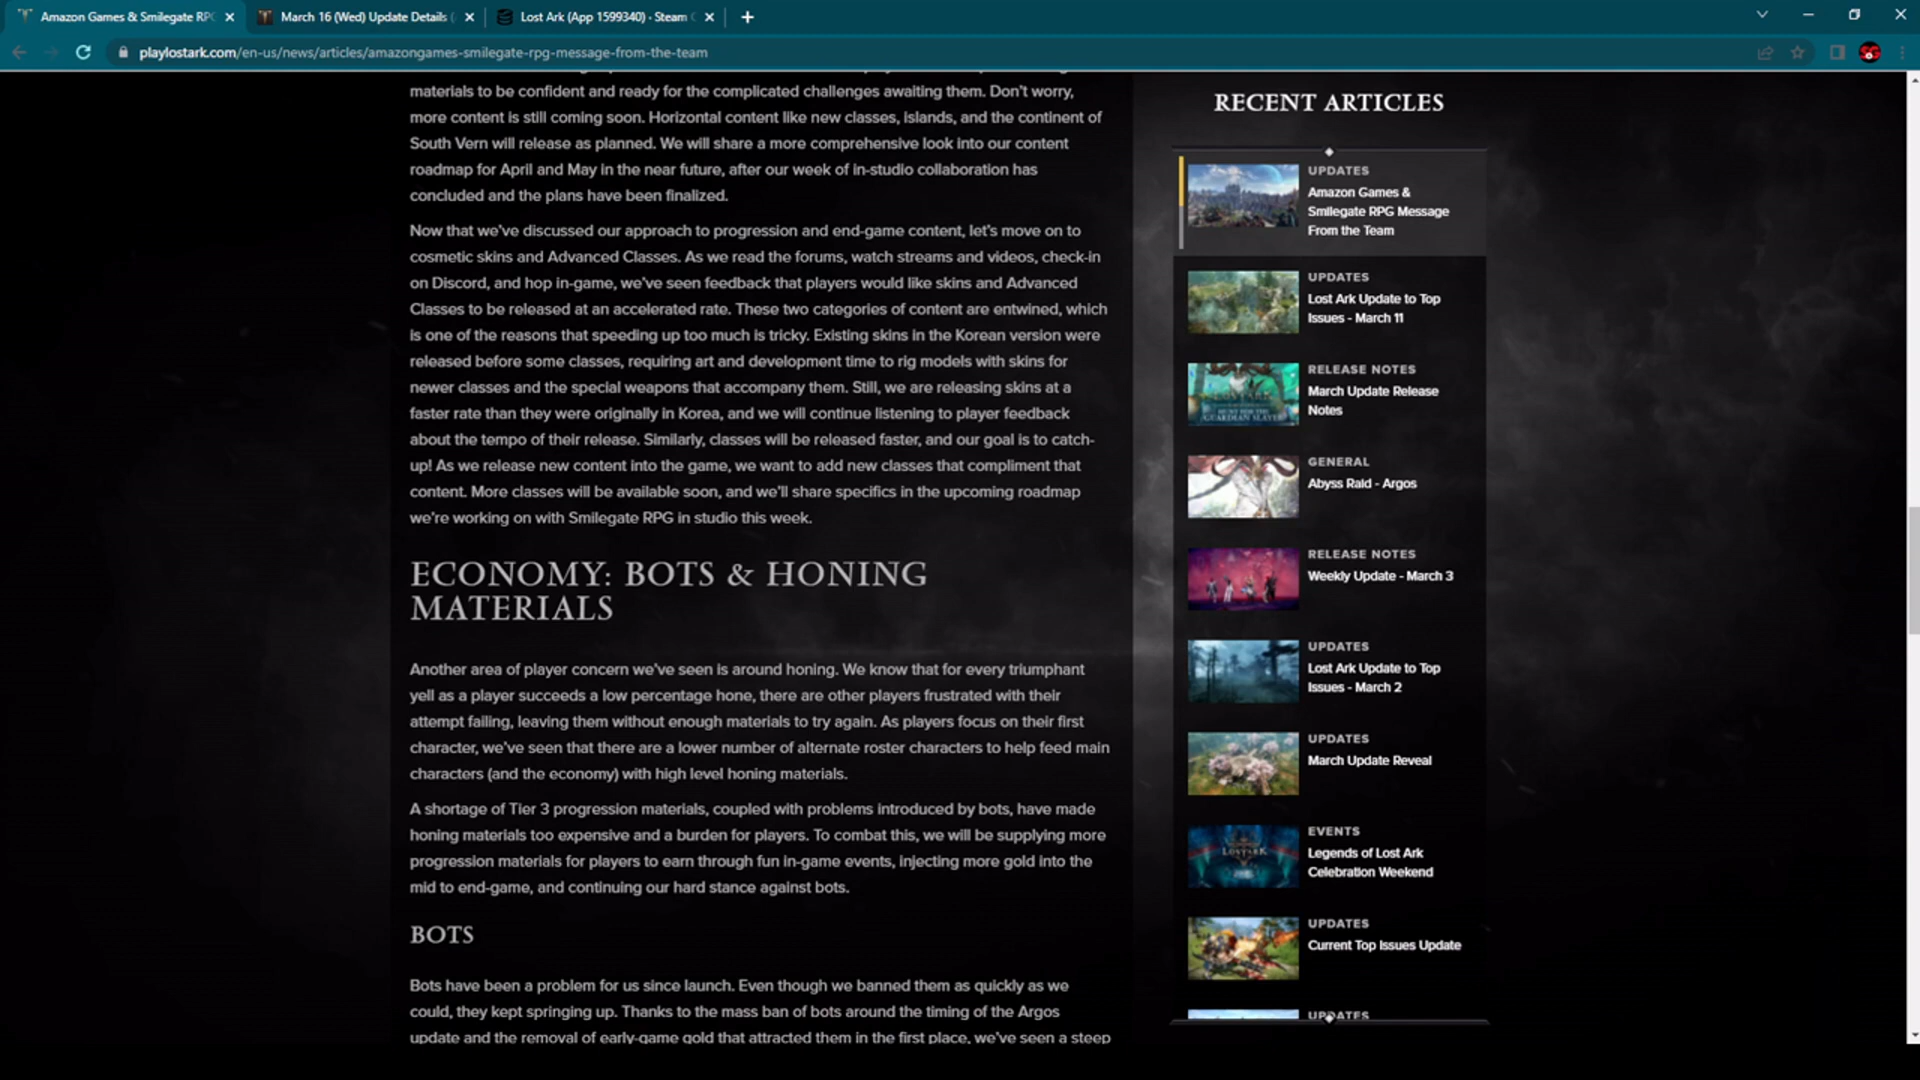 Amazon Games & Smilegate RPG
March 16 (Wed) Update Details (
Lost Ark (App 1599340) · Steam
playlostark.com/en-us/news/articles/amazongames-smilegate-rpg-message-from-the-team
materials to be confident and ready for the complicated challenges awaiting them. Don't worry,
more content is still coming soon. Horizontal content like new classes, islands, and the continent of
South Vern will release as planned. We will share a more comprehensive look into our content
roadmap for April and May in the near future, after our week of in-studio collaboration has
concluded and the plans have been finalized.
Now that we've discussed our approach to progression and end-game content, let's move on to
cosmetic skins and Advanced Classes. As we read the forums, watch streams and videos, check-in
on Discord, and hop in-game, we've seen feedback that players would like skins and Advanced
Classes to be released at an accelerated rate. These two categories of content are entwined, which
is one of the reasons that speeding up too much is tricky. Existing skins in the Korean version were
released before some classes, requiring art and development time to rig models with skins for
newer classes and the special weapons that accompany them. Still, we are releasing skins at a
faster rate than they were originally in Korea, and we will continue listening to player feedback
about the tempo of their release. Similarly, classes will be released faster, and our goal is to catch-
up! As we release new content into the game, we want to add new classes that compliment that
content. More classes will be available soon, and we'll share specifics in the upcoming roadmap
we're working on with Smilegate RPG in studio this week.
ECONOMY: BOTS & HONING
MATERIALS
Another area of player concern we've seen is around honing. We know that for every triumphant
yell as a player succeeds a low percentage hone, there are other players frustrated with their
attempt failing, leaving them without enough materials to try again. As players focus on their first
character, we've seen that there are a lower number of alternate roster characters to help feed main
characters (and the economy) with high level honing materials.
A shortage of Tier 3 progression materials, coupled with problems introduced by bots, have made
honing materials too expensive and a burden for players. To combat this, we will be supplying more
progression materials for players to earn through fun in-game events, injecting more gold into the
mid to end-game, and continuing our hard stance against bots.
BOTS
Bots have been a problem for us since launch. Even though we banned them as quickly as we
could, they kept springing up. Thanks to the mass ban of bots around the timing of the Argos
update and the removal of early-game gold that attracted them in the first place, we've seen a steep
RECENT ARTICLES
UPDATES
Amazon Games &
Smilegate RPG Message
From the Team
UPDATES
Lost Ark Update to Top
Issues - March 11
RELEASE NOTES
March Update Release
Notes
GENERAL
Abyss Raid - Argos
RELEASE NOTES
Weekly Update - March 3
UPDATES
Lost Ark Update to Top
Issues - March 2
UPDATES
March Update Reveal
EVENTS
Legends of Lost Ark
Celebration Weekend
UPDATES
Current Top Issues Update
UPDATES